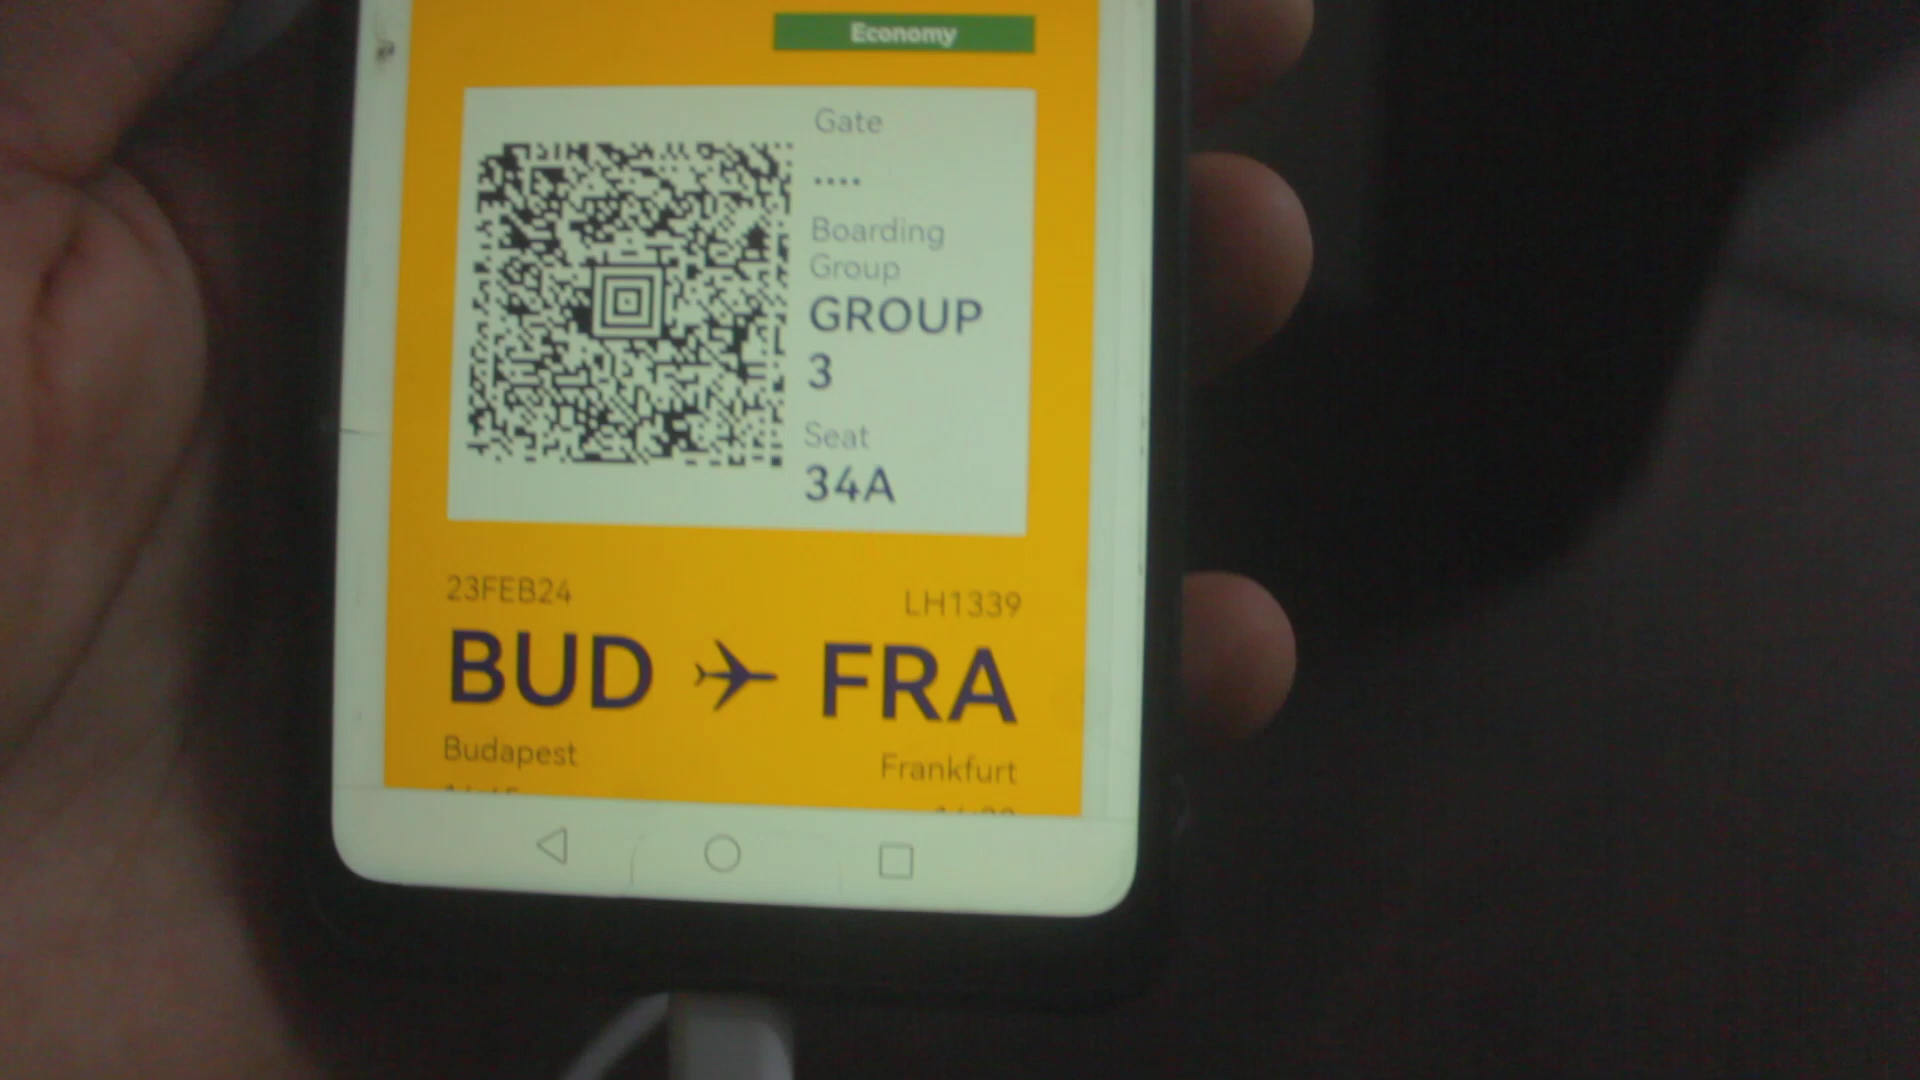 Economy
Gate
....
Boarding
Group
GROUP
3
Seat
34A
23FEB24
LH1339
BUD
FRA
Budapest
Frankfurt